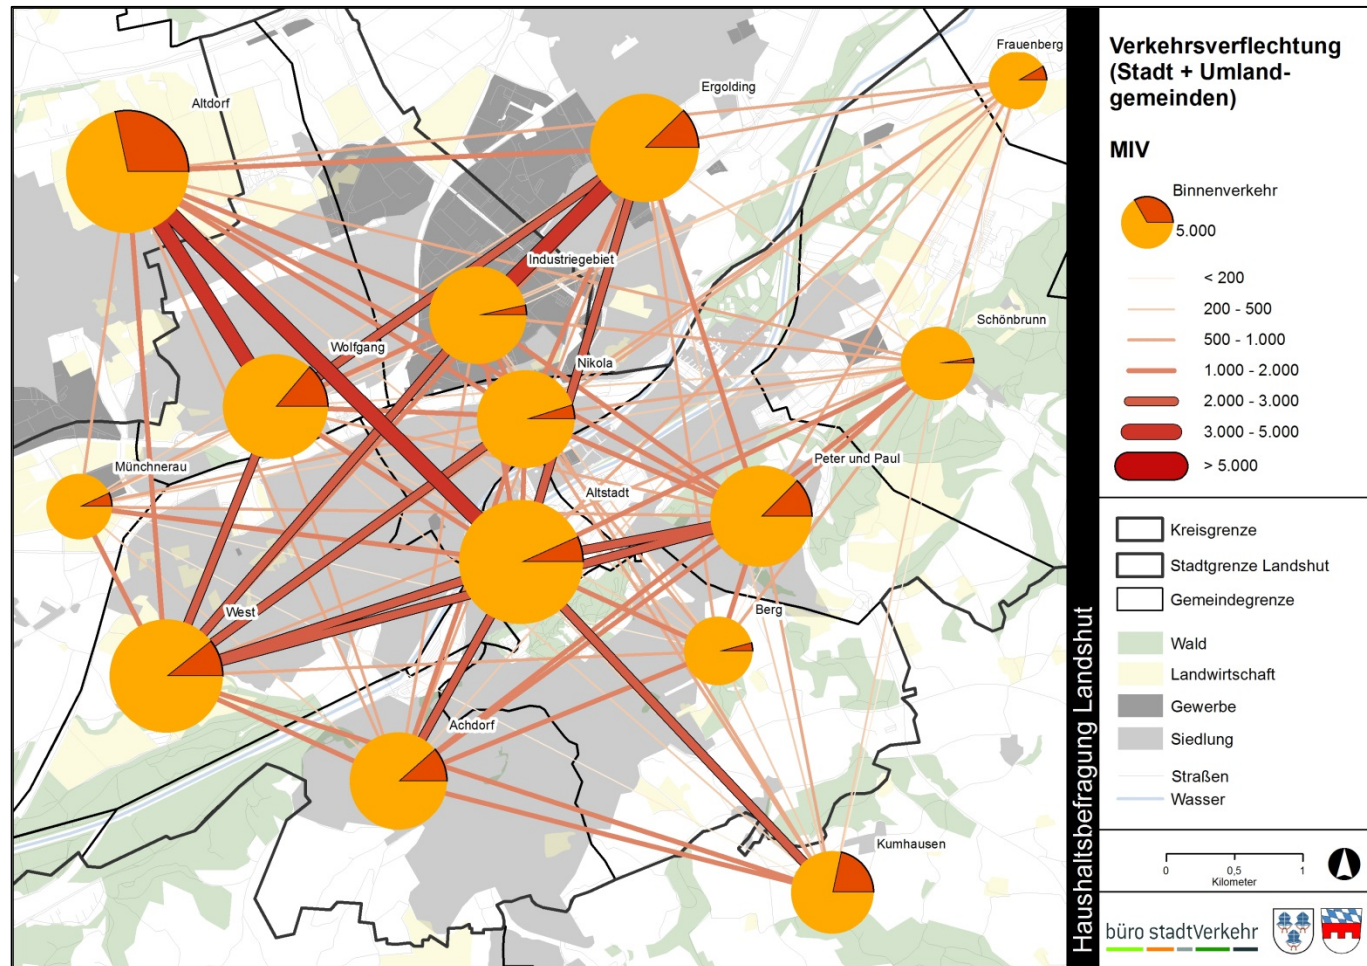 Frauenberg
Altdorf
Ergolding
Industriegebiet
Schönbrunn
Wolfgang
Nikola
Münchnerau
Peter und Paul
Altstadt
West
Berg
Achdorf
Kumhausen
Haushaltsbefragung Landshut
Verkehrsverflechtung
(Stadt + Umland-
gemeinden)
MIV
Binnenverkehr
5.000
< 200
200 - 500
500 - 1.000
1.000 - 2.000
2.000 - 3.000
3.000 - 5.000
> 5.000
Kreisgrenze
Stadtgrenze Landshut
Gemeindegrenze
Wald
Landwirtschaft
Gewerbe
Siedlung
Straßen
Wasser
0 0,5 1
Kilometer
büro stadtVerkehr